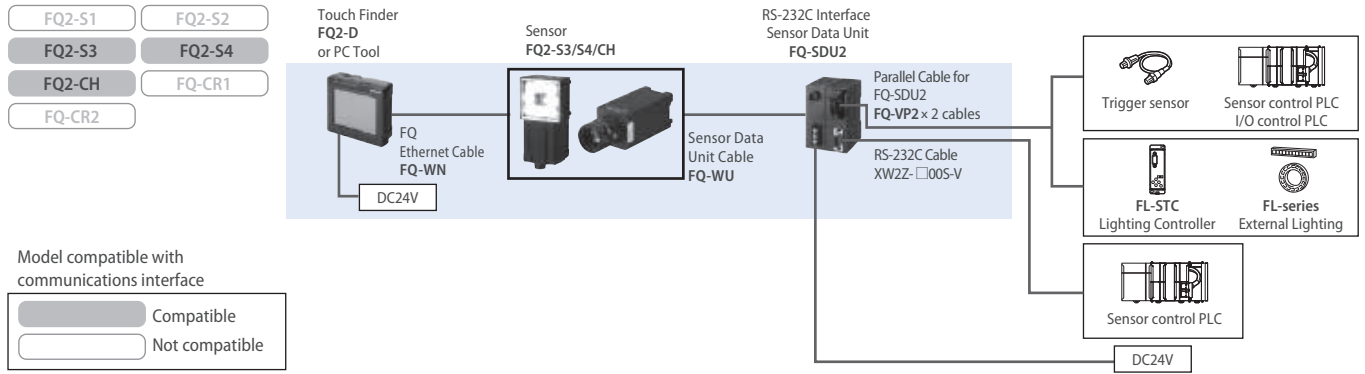 FQ2-S1
FQ2-S2
FQ2-S3
FQ2-S4
FQ2-CH
FQ-CR1
FQ-CR2
Touch Finder
FQ2-D
or PC Tool
Sensor
FQ2-S3/S4/CH
RS-232C Interface
Sensor Data Unit
FQ-SDU2
Parallel Cable for
FQ-SDU2
FQ-VP2 × 2 cables
Trigger sensor
Sensor control PLC
I/O control PLC
FQ
Ethernet Cable
FQ-WN
Sensor Data
Unit Cable
FQ-WU
RS-232C Cable
XW2Z-□00S-V
DC24V
FL-STC
Lighting Controller
FL-series
External Lighting
Model compatible with
communications interface
Compatible
Not compatible
Sensor control PLC
DC24V